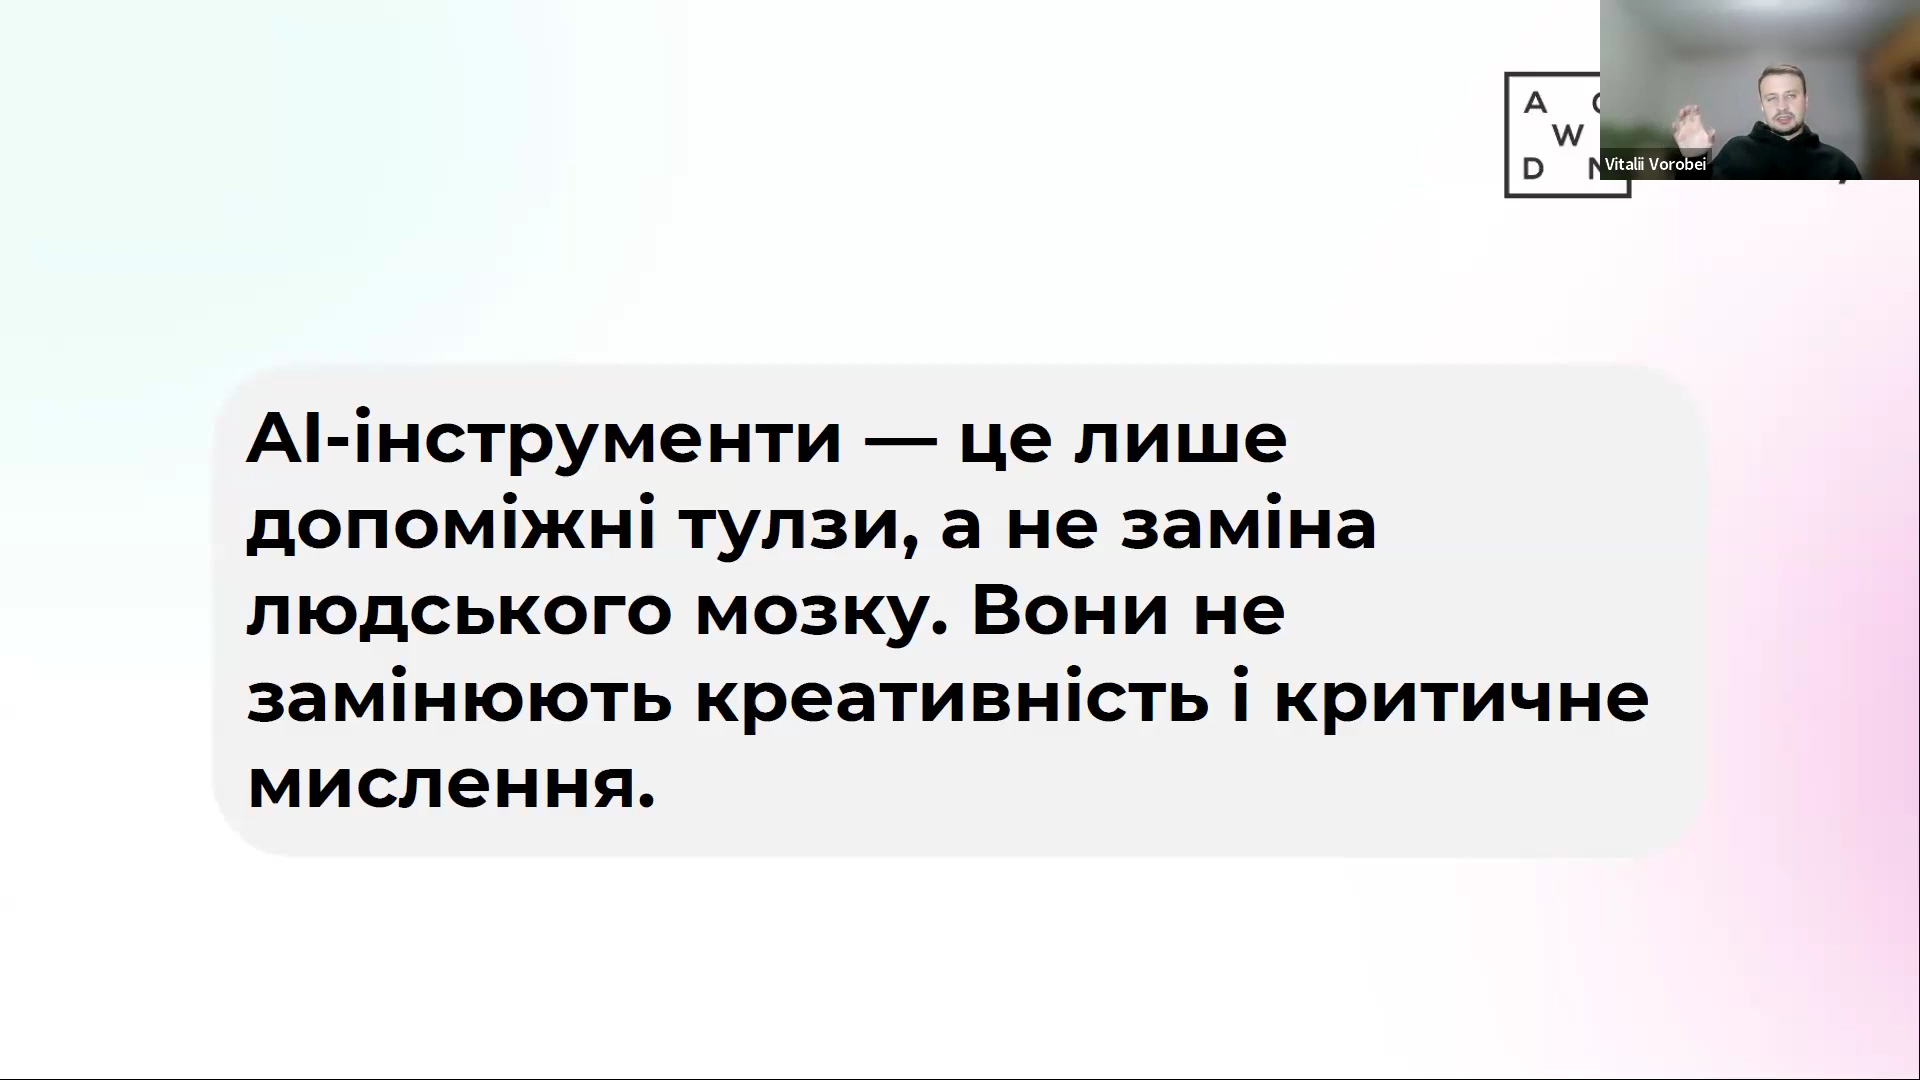 A
W
D
Vitalii Vorobei
AI-інструменти — це лише
допоміжні тулзи, а не заміна
людського мозку. Вони не
замінюють креативність і критичне
мислення.